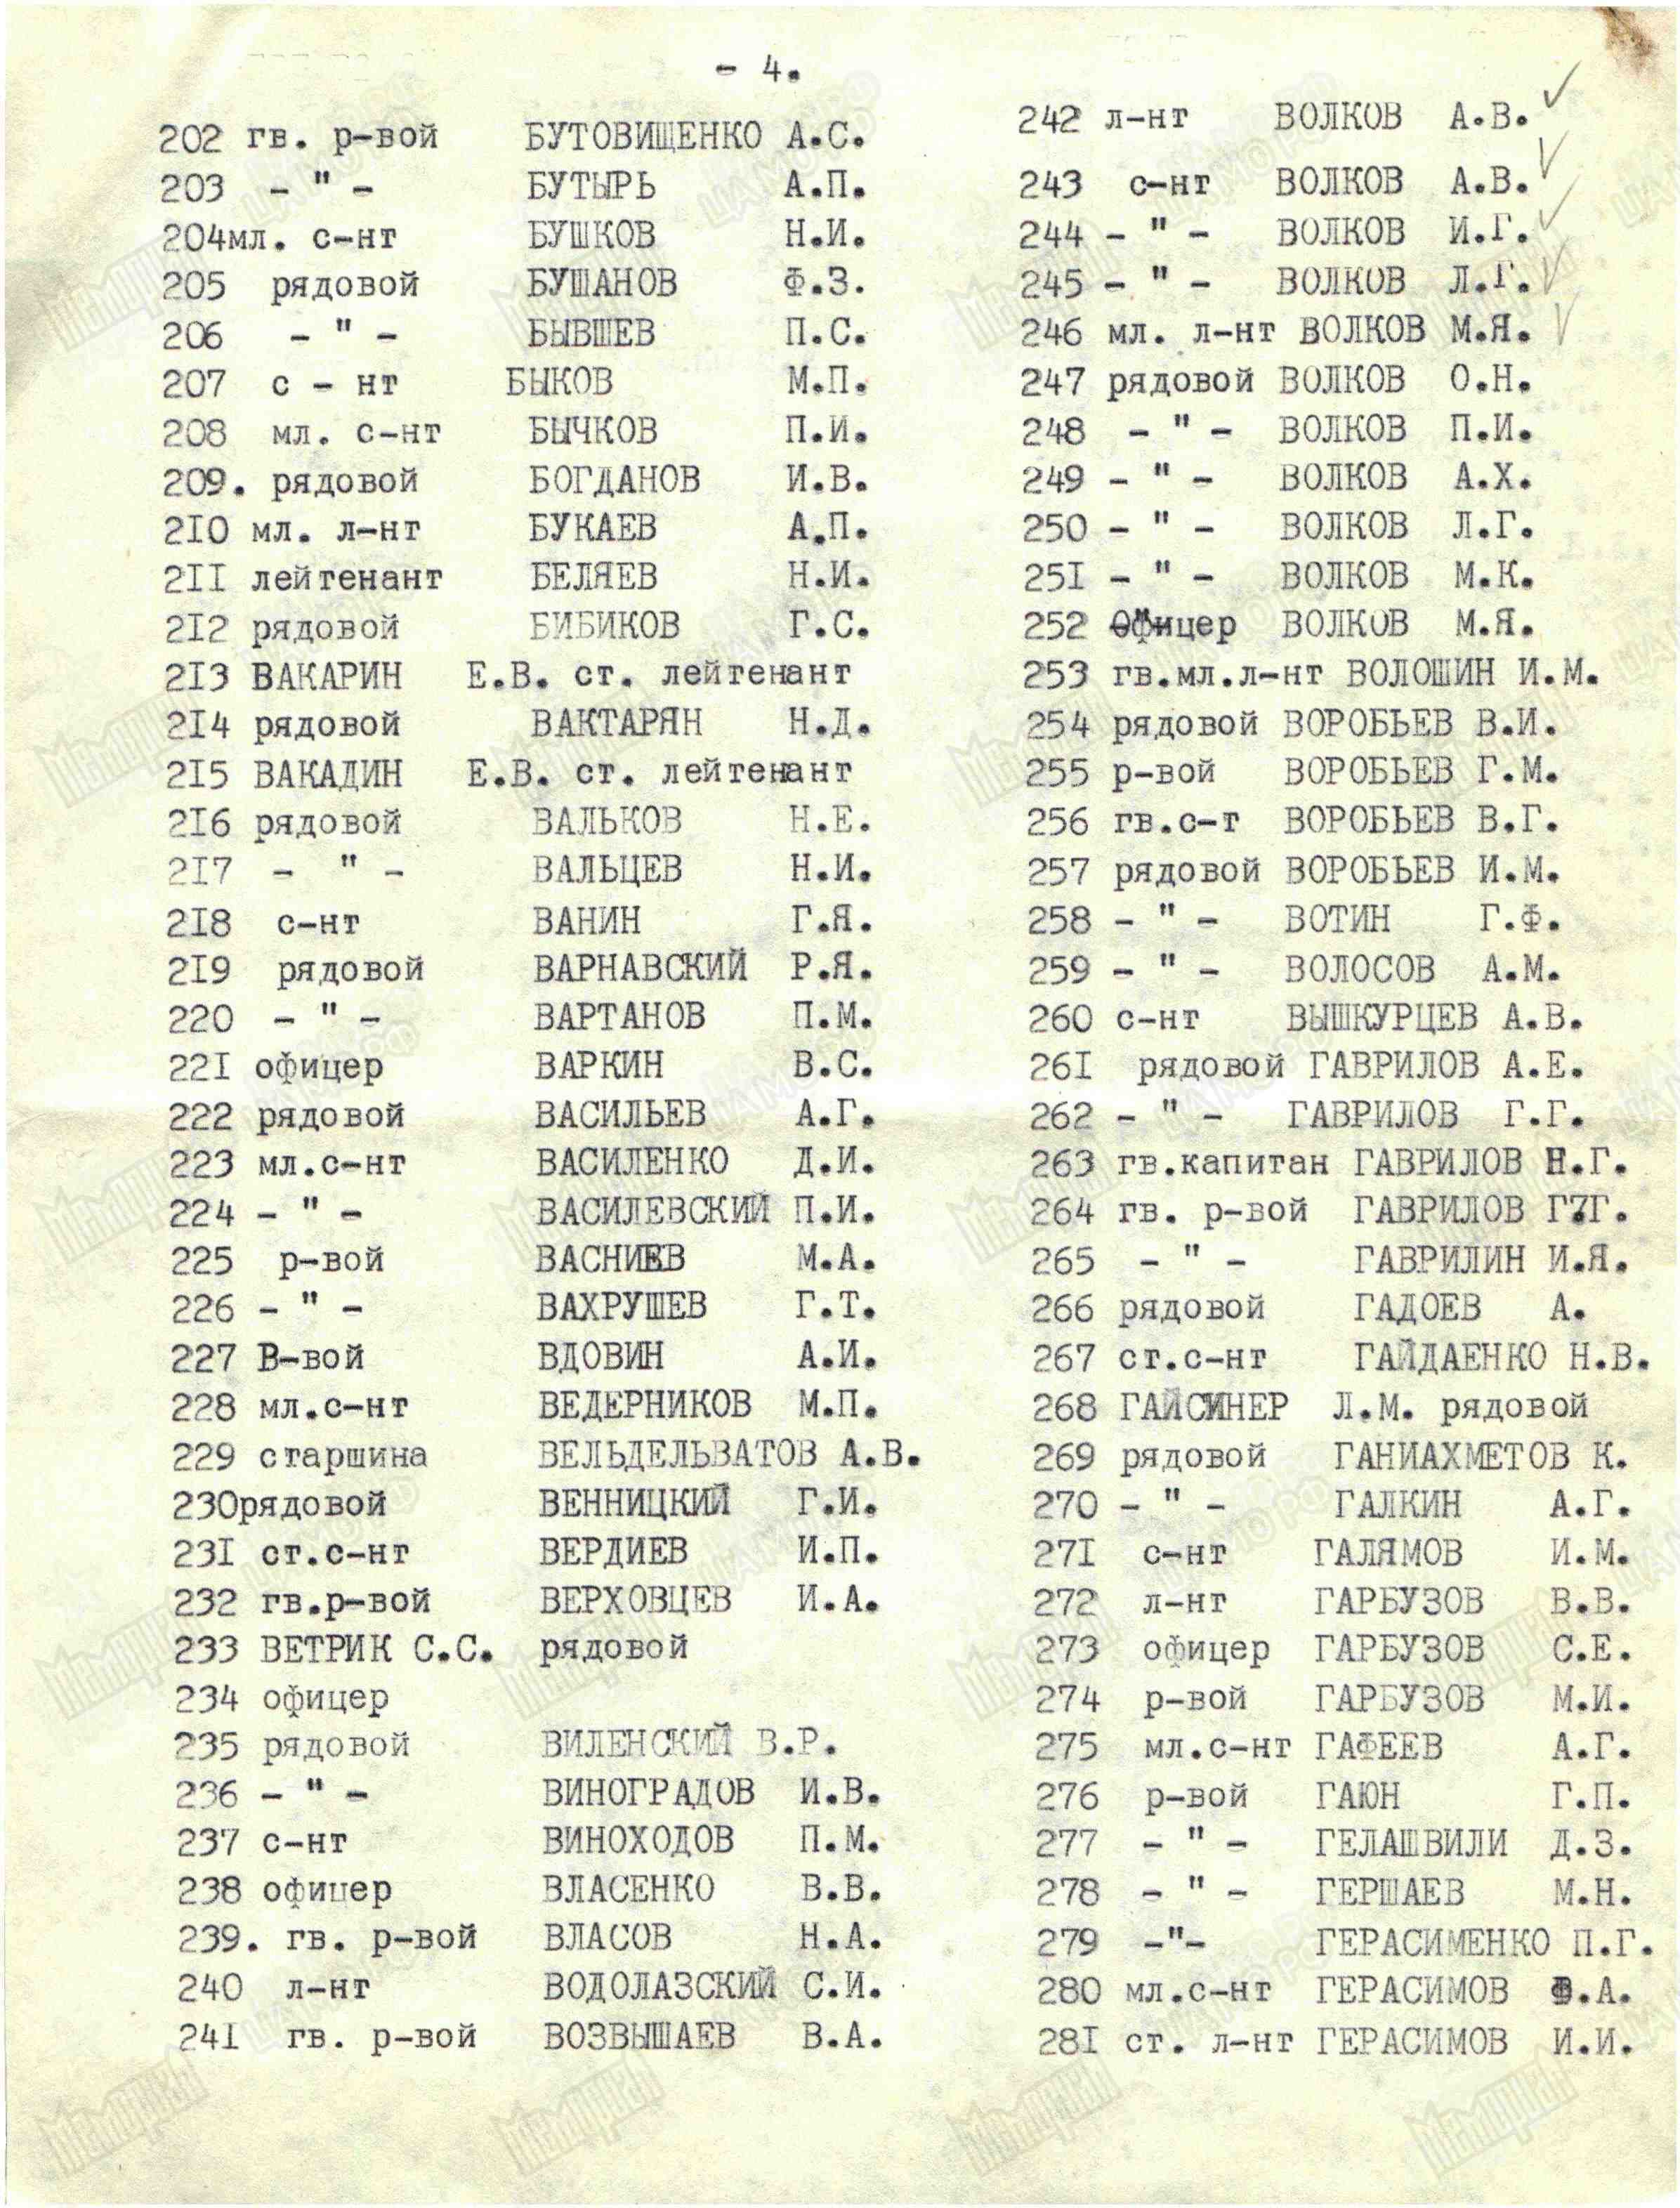 - 4.
202 гв. р-вой БУТОВИЩЕНКО А.С.
203 - " - БУТЫРЬ А.П.
204мл. с-нт БУШКОВ Н.И.
205 рядовой БУШАНОВ Ф.З.
206 - " - БЫВШЕВ П.С.
207 с - нт БЫКОВ М.П.
208 мл. с-нт БЫЧКОВ П.И.
209. рядовой БОГДАНОВ И.В.
210 мл. л-нт БУКАЕВ А.П.
211 лейтенант БЕЛЯЕВ Н.И.
212 рядовой БИБИКОВ Г.С.
213 ВАКАРИН Е.В. ст. лейтенант
214 рядовой ВАКТАРЯН Н.Д.
215 ВАКАДИН Е.В. ст. лейтенант
216 рядовой ВАЛЬКОВ Н.Е.
217 - " - ВАЛЬЦЕВ Н.И.
218 с-нт ВАНИН Г.Я.
219 рядовой ВАРНАВСКИЙ Р.Я.
220 - " - ВАРТАНОВ П.М.
221 офицер ВАРКИН В.С.
222 рядовой ВАСИЛЬЕВ А.Г.
223 мл.с-нт ВАСИЛЕНКО Д.И.
224 - " - ВАСИЛЕВСКИЙ П.И.
225 р-вой ВАСНИЕВ М.А.
226 - " - ВАХРУШЕВ Г.Т.
227 В-вой ВДОВИН А.И.
228 мл.с-нт ВЕДЕРНИКОВ М.П.
229 старшина ВЕЛЬДЕЛЬВАТОВ А.В.
230рядовой ВЕННИЦКИЙ Г.И.
231 ст.с-нт ВЕРДИЕВ И.П.
232 гв.р-вой ВЕРХОВЦЕВ И.А.
233 ВЕТРИК С.С. рядовой
234 офицер
235 рядовой ВИЛЕНСКИЙ В.Р.
236 - " - ВИНОГРАДОВ И.В.
237 с-нт ВИНОХОДОВ П.М.
238 офицер ВЛАСЕНКО В.В.
239. гв. р-вой ВЛАСОВ Н.А.
240 л-нт ВОДОЛАЗСКИЙ С.И.
241 гв. р-вой ВОЗВЫШАЕВ В.А.
242 л-нт ВОЛКОВ А.В.
243 с-нт ВОЛКОВ А.В.
244 - " - ВОЛКОВ И.Г.
245 - " - ВОЛКОВ Л.Г.
246 мл. л-нт ВОЛКОВ М.Я.
247 рядовой ВОЛКОВ О.Н.
248 - " - ВОЛКОВ П.И.
249 - " - ВОЛКОВ А.Х.
250 - " - ВОЛКОВ Л.Г.
251 - " - ВОЛКОВ М.К.
252 Офицер ВОЛКОВ М.Я.
253 гв.мл.л-нт ВОЛОШИН И.М.
254 рядовой ВОРОБЬЕВ В.И.
255 р-вой ВОРОБЬЕВ Г.М.
256 гв.с-т ВОРОБЬЕВ В.Г.
257 рядовой ВОРОБЬЕВ И.М.
258 - " - ВОТИН Г.Ф.
259 - " - ВОЛОСОВ А.М.
260 с-нт ВЫШКУРЦЕВ А.В.
261 рядовой ГАВРИЛОВ А.Е.
262 - " - ГАВРИЛОВ Г.Г.
263 гв.капитан ГАВРИЛОВ Н.Г.
264 гв. р-вой ГАВРИЛОВ Г7Г.
265 - " - ГАВРИЛИН И.Я.
266 рядовой ГАДОЕВ А.
267 ст.с-нт ГАЙДАЕНКО Н.В.
268 ГАЙСИНЕР Л.М. рядовой
269 рядовой ГАНИАХМЕТОВ К.
270 - " - ГАЛКИН А.Г.
271 с-нт ГАЛЯМОВ И.М.
272 л-нт ГАРБУЗОВ В.В.
273 офицер ГАРБУЗОВ С.Е.
274 р-вой ГАРБУЗОВ М.И.
275 мл.с-нт ГАФЕЕВ А.Г.
276 р-вой ГАЮН Г.П.
277 - " - ГЕЛАШВИЛИ Д.З.
278 - " - ГЕРШАЕВ М.Н.
279 -"- ГЕРАСИМЕНКО П.Г.
280 мл.с-нт ГЕРАСИМОВ Ф.А.
281 ст. л-нт ГЕРАСИМОВ И.И.